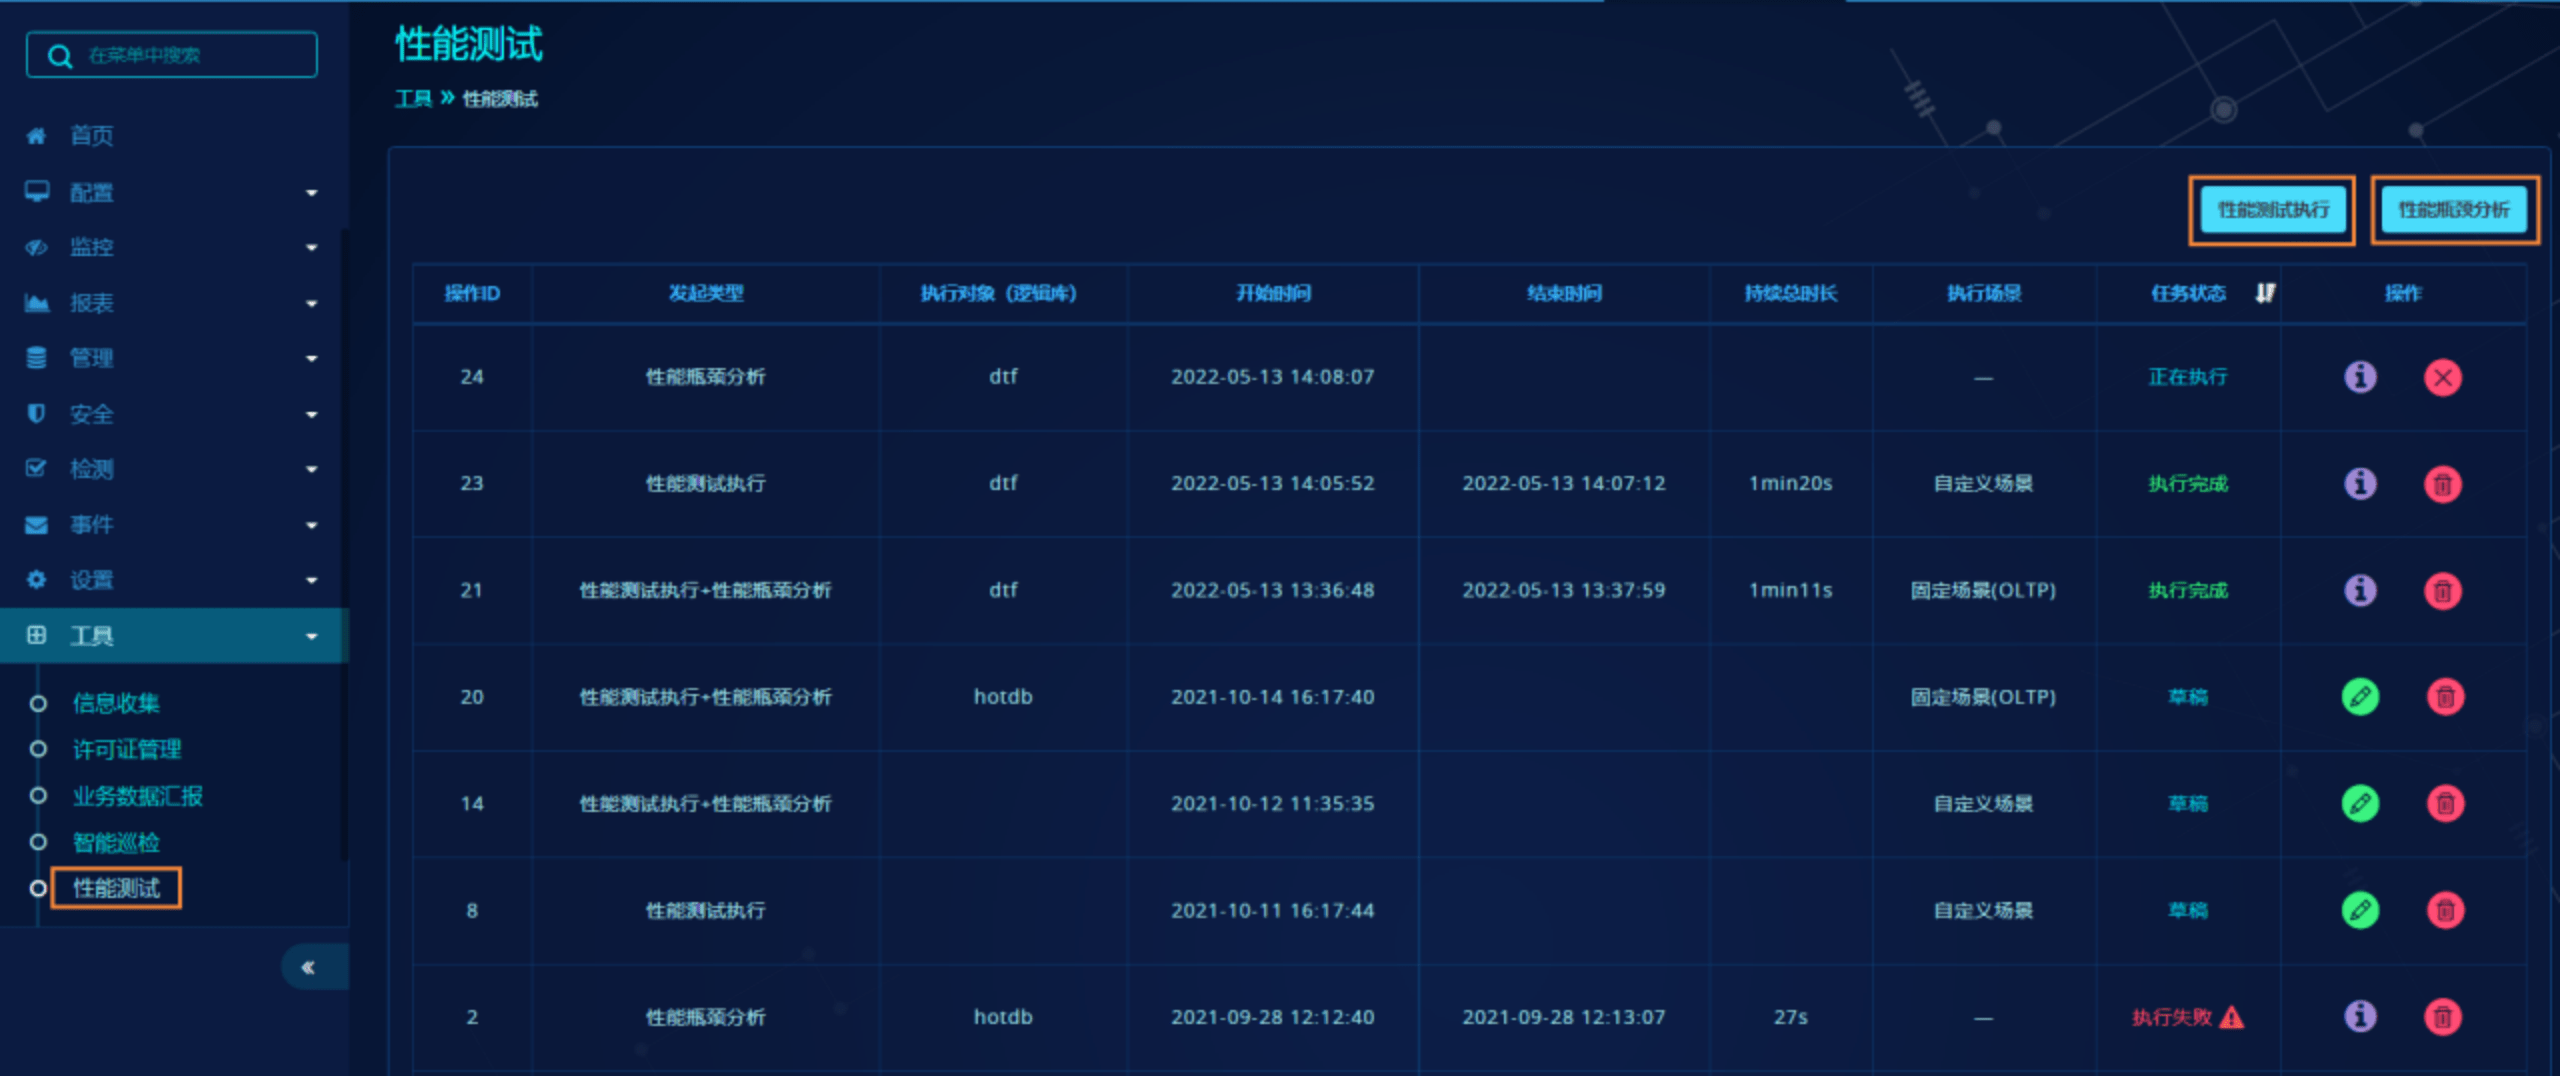 在菜单中搜索
首页
配置
监控
报表
管理
安全
检测
事件
设置
工具
信息收集
许可证管理
业务数据汇报
智能巡检
性能测试
性能测试
工具 » 性能测试
性能测试执行 性能瓶颈分析
操作ID 发起类型 执行对象（逻辑库） 开始时间 结束时间 持续总时长 执行场景 任务状态 操作
24 性能瓶颈分析 dtf 2022-05-13 14:08:07 — 正在执行
23 性能测试执行 dtf 2022-05-13 14:05:52 2022-05-13 14:07:12 1min20s 自定义场景 执行完成
21 性能测试执行+性能瓶颈分析 dtf 2022-05-13 13:36:48 2022-05-13 13:37:59 1min11s 固定场景(OLTP) 执行完成
20 性能测试执行+性能瓶颈分析 hotdb 2021-10-14 16:17:40 固定场景(OLTP) 草稿
14 性能测试执行+性能瓶颈分析 2021-10-12 11:35:35 自定义场景 草稿
8 性能测试执行 2021-10-11 16:17:44 自定义场景 草稿
2 性能瓶颈分析 hotdb 2021-09-28 12:12:40 2021-09-28 12:13:07 27s — 执行失败